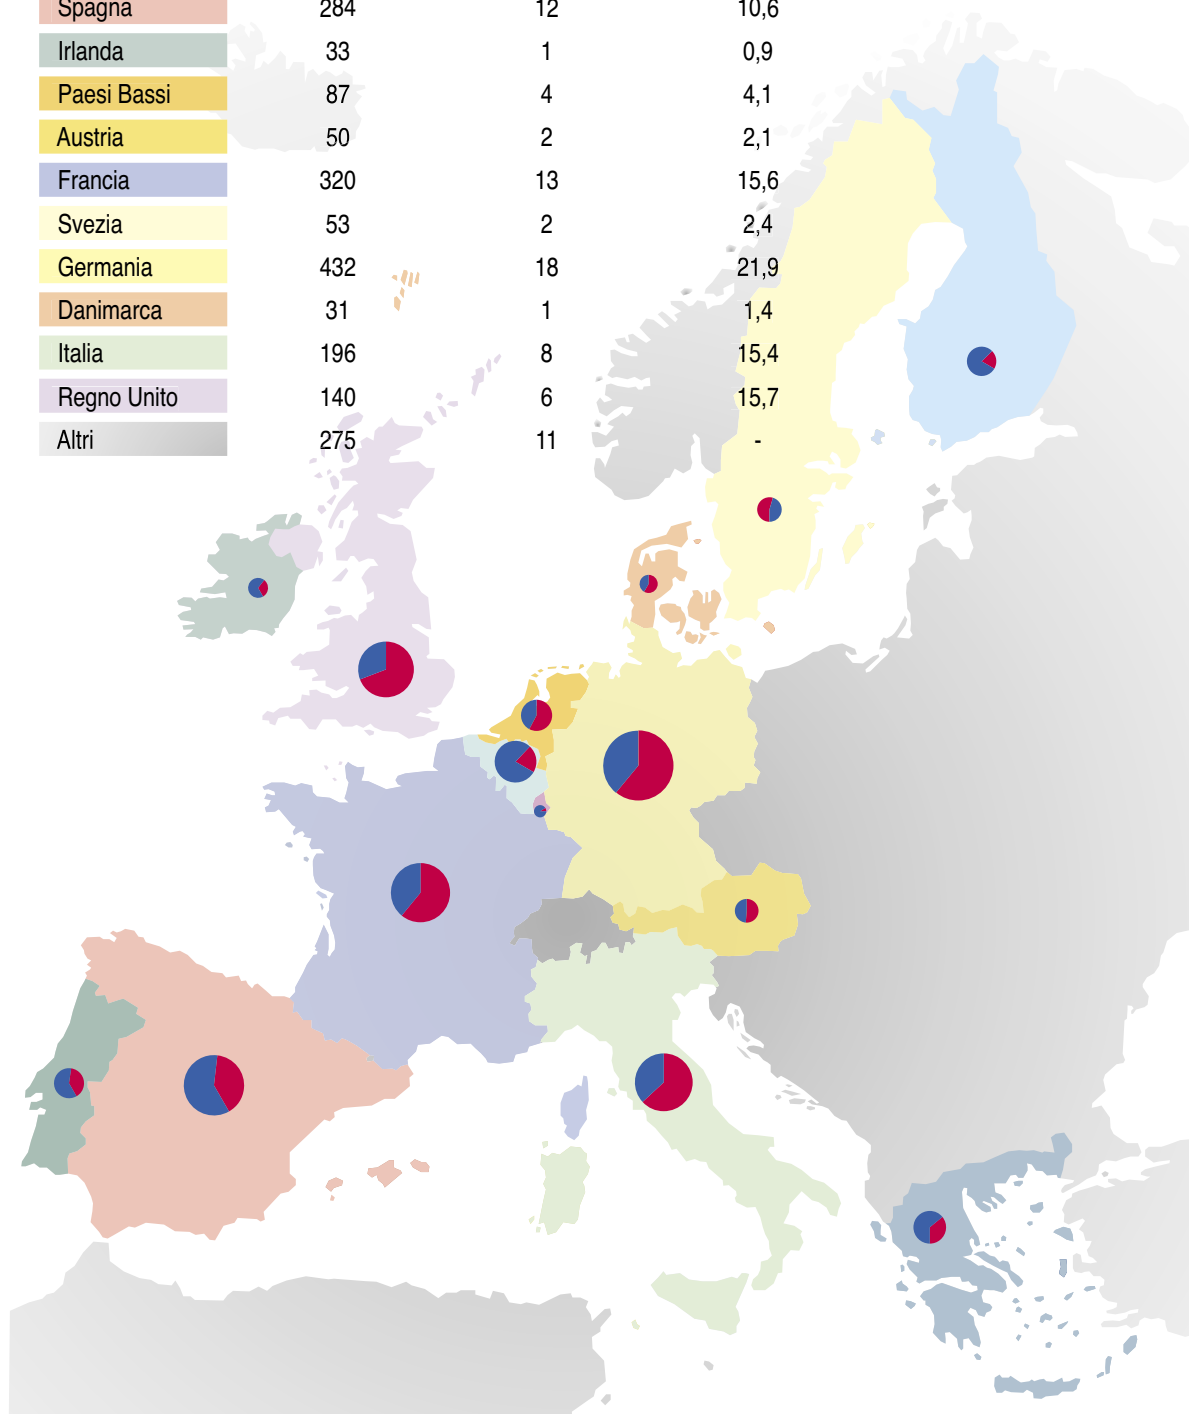 Spagna 284 12 10,6
Irlanda 33 1 0,9
Paesi Bassi 87 4 4,1
Austria 50 2 2,1
Francia 320 13 15,6
Svezia 53 2 2,4
Germania 432 18 21,9
Danimarca 31 1 1,4
Italia 196 8 15,4
Regno Unito 140 6 15,7
Altri 275 11 -